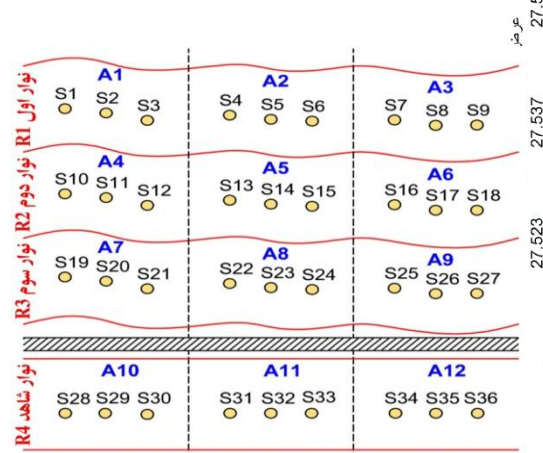 عرض
27.5
27.537
27.523
نوار اول R1
A1 A2 A3
S1 S2 S3 S4 S5 S6 S7 S8 S9
نوار دوم R2
A4 A5 A6
S10 S11 S12 S13 S14 S15 S16 S17 S18
نوار سوم R3
A7 A8 A9
S19 S20 S21 S22 S23 S24 S25 S26 S27
نوار شاهد R4
A10 A11 A12
S28 S29 S30 S31 S32 S33 S34 S35 S36